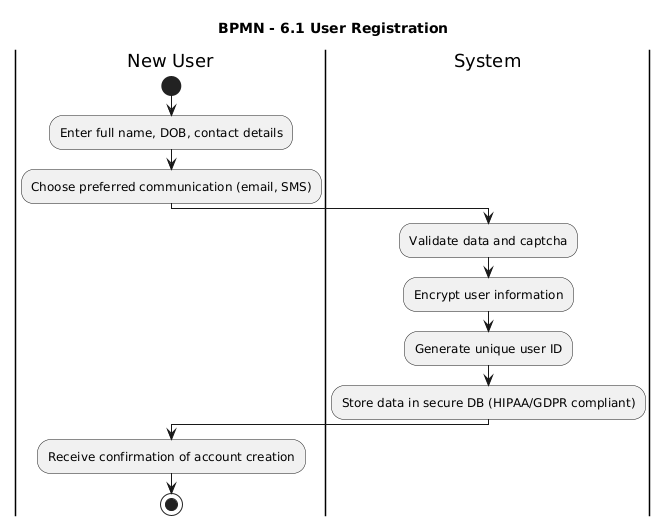 BPMN - 6.1 User Registration
New User
System
Enter full name, DOB, contact details
Choose preferred communication (email, SMS)
Validate data and captcha
Encrypt user information
Generate unique user ID
Store data in secure DB (HIPAA/GDPR compliant)
Receive confirmation of account creation